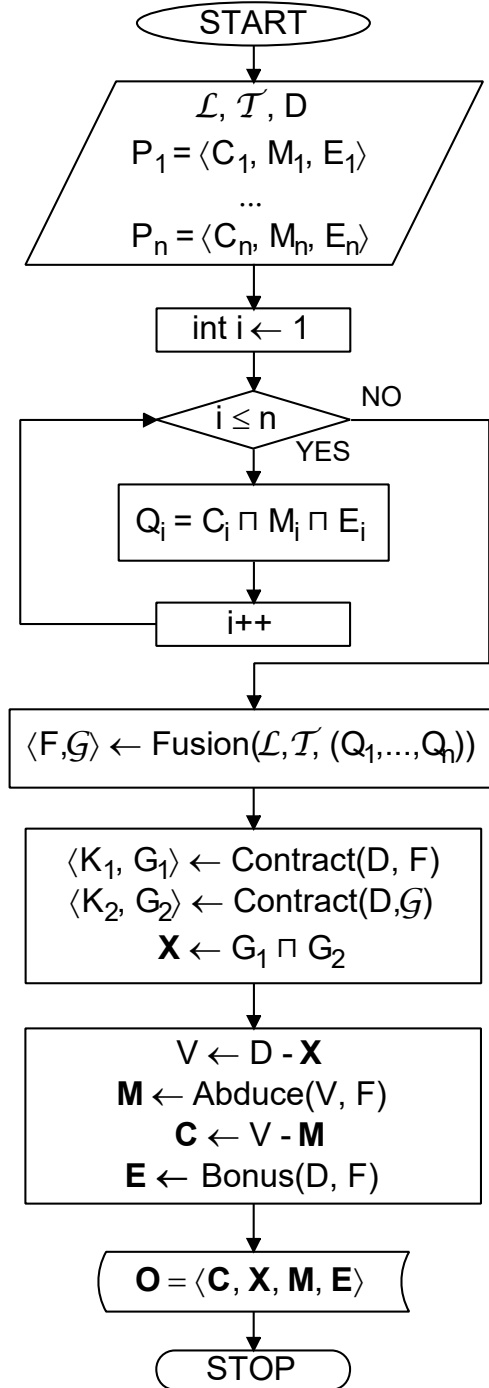 START
ℒ, 𝒯, D
P₁ = ⟨C₁, M₁, E₁⟩
...
Pₙ = ⟨Cₙ, Mₙ, Eₙ⟩
int i ← 1
i ≤ n
NO
YES
Qᵢ = Cᵢ ⊓ Mᵢ ⊓ Eᵢ
i++
⟨F,𝒢⟩ ← Fusion(ℒ, 𝒯, (Q₁,...,Qₙ))
⟨K₁, G₁⟩ ← Contract(D, F)
⟨K₂, G₂⟩ ← Contract(D,𝒢)
X ← G₁ ⊓ G₂
V ← D - X
M ← Abduce(V, F)
C ← V - M
E ← Bonus(D, F)
O = ⟨C, X, M, E⟩
STOP